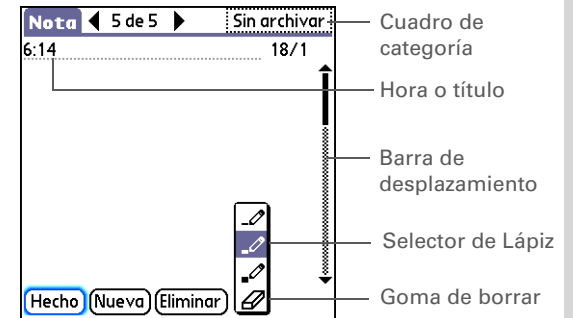 Nota 5 de 5 Sin archivar
6:14 18/1
Hecho Nueva Eliminar
Cuadro de
categoría
Hora o título
Barra de
desplazamiento
Selector de Lápiz
Goma de borrar